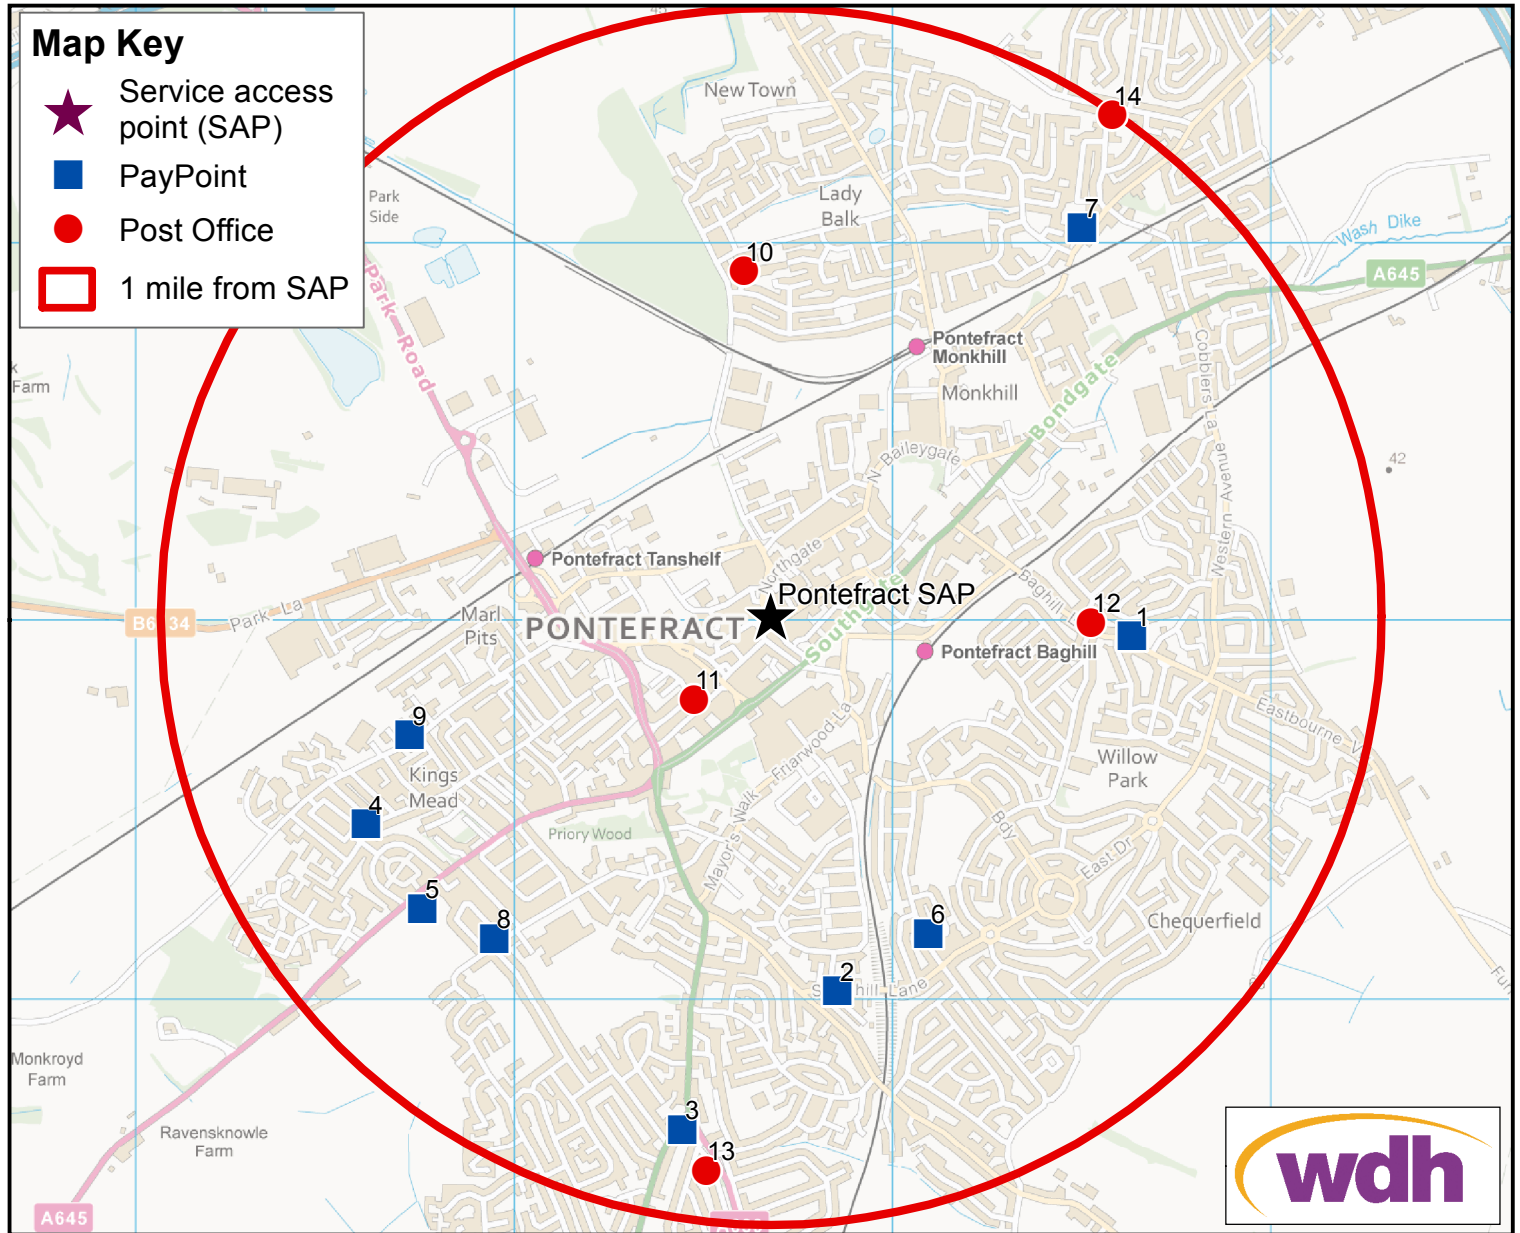 Map Key
Service access
point (SAP)
PayPoint
Post Office
1 mile from SAP
New Town
14
Park
Side
Lady
Balk
7
Wash Dike
A645
10
Park Road
Farm
Pontefract
Monkhill
Monkhill
Bondgate
Cobblers La
N Baileygate
42
Western Avenue
Pontefract Tanshelf
Northgate
Pontefract SAP
Baghill
12
1
Park La
Marl
Pits
PONTEFRACT
Southgate
Pontefract Baghill
11
9
Eastbourne
Friarwood La
Willow
Park
Kings
Mead
4
Priory Wood
Mayor's Walk
Bdy
East Dr
5
8
6
Chequerfield
2
hill Lane
Monkroyd
Farm
3
Ravensknowle
Farm
13
wdh
A645